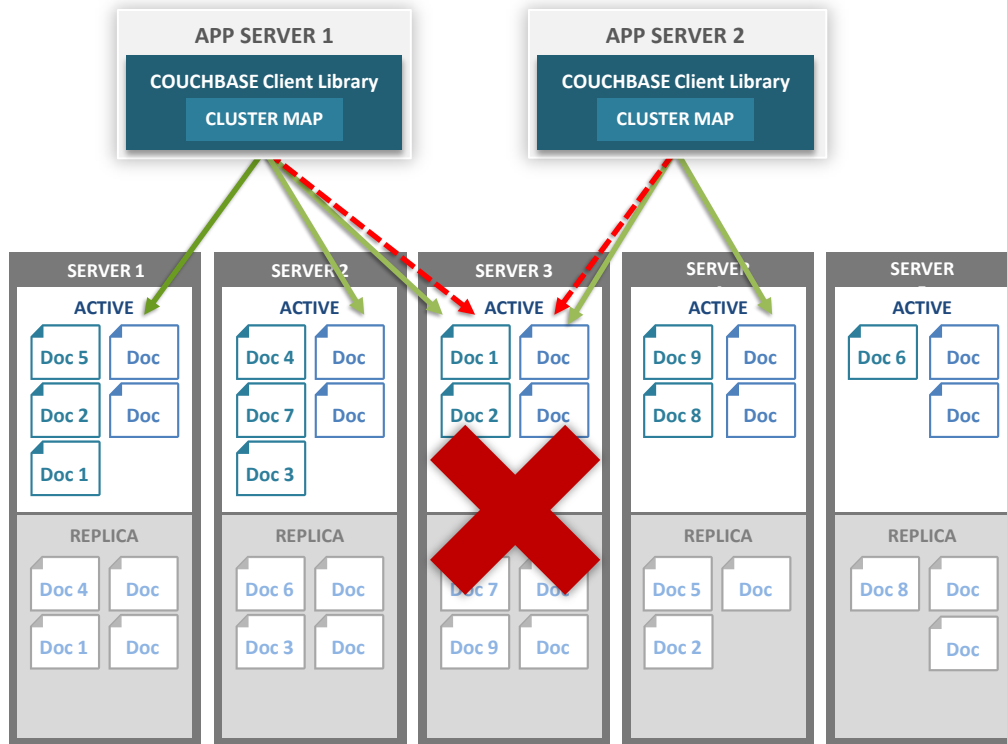 APP SERVER 1
COUCHBASE Client Library
CLUSTER MAP
APP SERVER 2
COUCHBASE Client Library
CLUSTER MAP
SERVER 1
ACTIVE
Doc 5 Doc
Doc 2 Doc
Doc 1
REPLICA
Doc 4 Doc
Doc 1 Doc
SERVER 2
ACTIVE
Doc 4 Doc
Doc 7 Doc
Doc 3
REPLICA
Doc 6 Doc
Doc 3 Doc
SERVER 3
ACTIVE
Doc 1 Doc
Doc 2 Doc
Doc 7 Doc
Doc 9 Doc
SERVER
ACTIVE
Doc 9 Doc
Doc 8 Doc
REPLICA
Doc 5 Doc
Doc 2
SERVER
ACTIVE
Doc 6 Doc
Doc
REPLICA
Doc 8 Doc
Doc